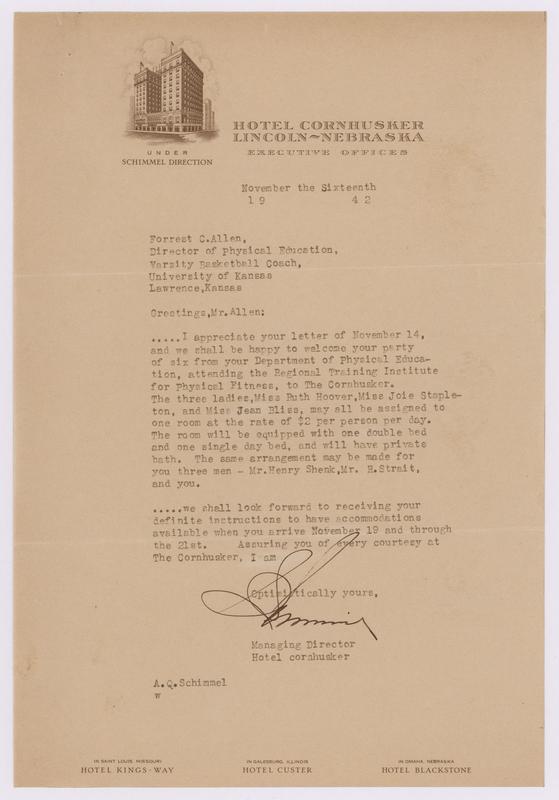 HOTEL CORNHUSKER
LINCOLN~NEBRASKA
EXECUTIVE OFFICES
UNDER
SCHIMMEL DIRECTION
November the Sixteenth
19 42
Forrest C.Allen,
Director of Physical Education,
Varsity Basketball Coach,
University of Kansas
Lawrence,Kansas
Greetings,Mr.Allen:
.....I appreciate your letter of November 14,
and we shall be happy to welcome your party
of six from your Department of Physical Educa-
tion, attending the Regional Training Institute
for Physical Fitness, to The Cornhusker.
The three ladies,Miss Ruth Hoover,Miss Joie Staple-
ton, and Miss Jean Bliss, may all be assigned to
one room at the rate of $2 per person per day.
The room will be equipped with one double bed
and one single day bed, and will have private
bath. The same arrangement may be made for
you three men - Mr.Henry Shenk,Mr. R.Strait,
and you.
.....we shall look forward to receiving your
definite instructions to have accommodations
available when you arrive November 19 and through
the 21st. Assuring you of every courtesy at
The Cornhusker, I am
Optimistically yours,
Schimmel
Managing Director
Hotel cornhusker
A.Q.Schimmel
w
IN SAINT LOUIS, MISSOURI
HOTEL KINGS-WAY
IN GALESBURG, ILLINOIS
HOTEL CUSTER
IN OMAHA, NEBRASKA
HOTEL BLACKSTONE